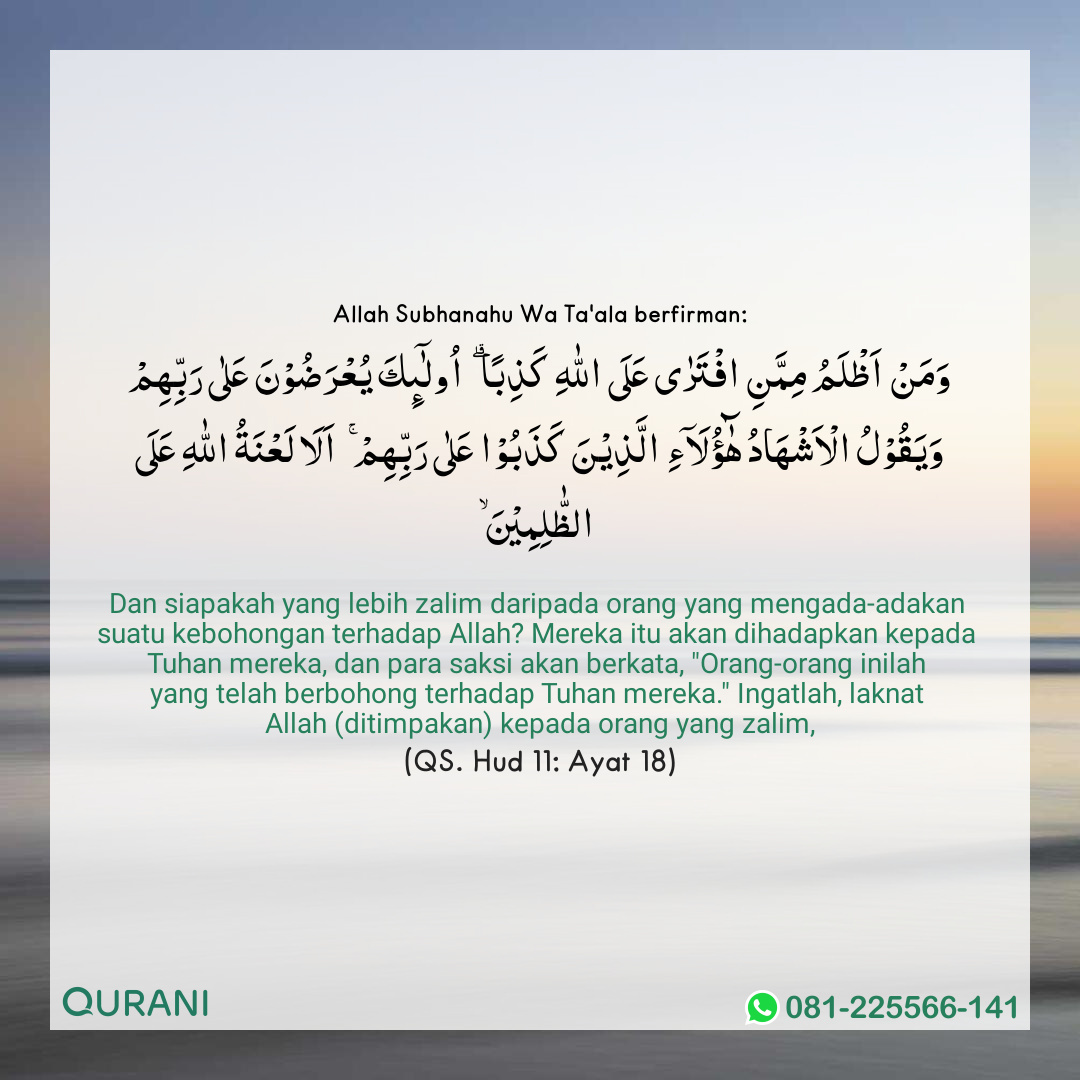 Allah Subhanahu Wa Ta'ala berfirman:
وَمَنْ اَظْلَمُ مِمَّنِ افْتَرٰى عَلَى اللّٰهِ كَذِبًاۗ اُولٰۤىِٕكَ يُعْرَضُوْنَ عَلٰى رَبِّهِمْ
وَيَقُوْلُ الْاَشْهَادُ هٰٓؤُلَاۤءِ الَّذِيْنَ كَذَبُوْا عَلٰى رَبِّهِمْۚ اَلَا لَعْنَةُ اللّٰهِ عَلَى
الظّٰلِمِيْنَۙ
Dan siapakah yang lebih zalim daripada orang yang mengada-adakan
suatu kebohongan terhadap Allah? Mereka itu akan dihadapkan kepada
Tuhan mereka, dan para saksi akan berkata, "Orang-orang inilah
yang telah berbohong terhadap Tuhan mereka." Ingatlah, laknat
Allah (ditimpakan) kepada orang yang zalim,
(QS. Hud 11: Ayat 18)
QURANI
081-225566-141